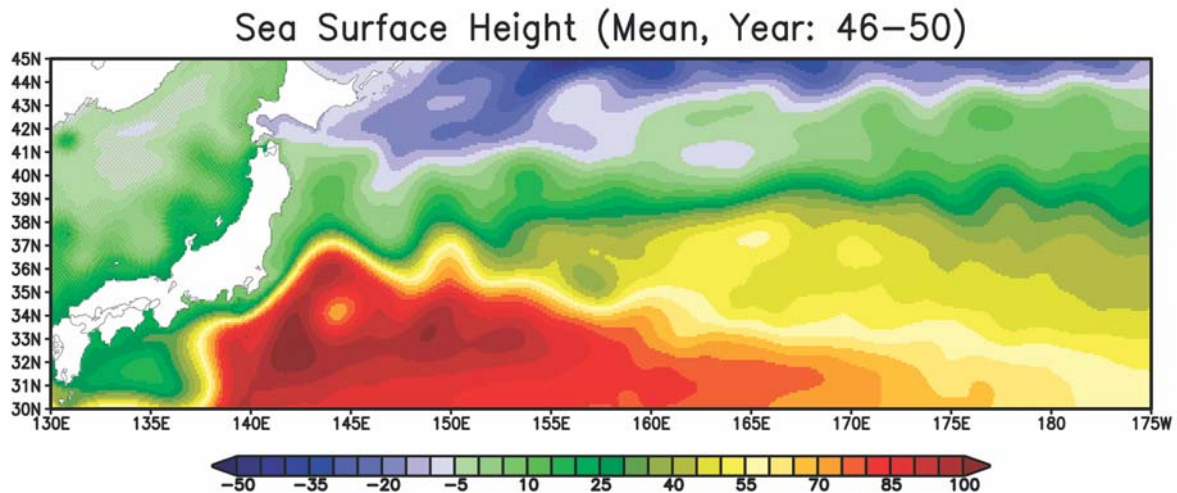 Sea Surface Height (Mean, Year: 46-50)
45N
44N
43N
42N
41N
40N
39N
38N
37N
36N
35N
34N
33N
32N
31N
30N
130E 135E 140E 145E 150E 155E 160E 165E 170E 175E 180 175W
-50 -35 -20 -5 10 25 40 55 70 85 100